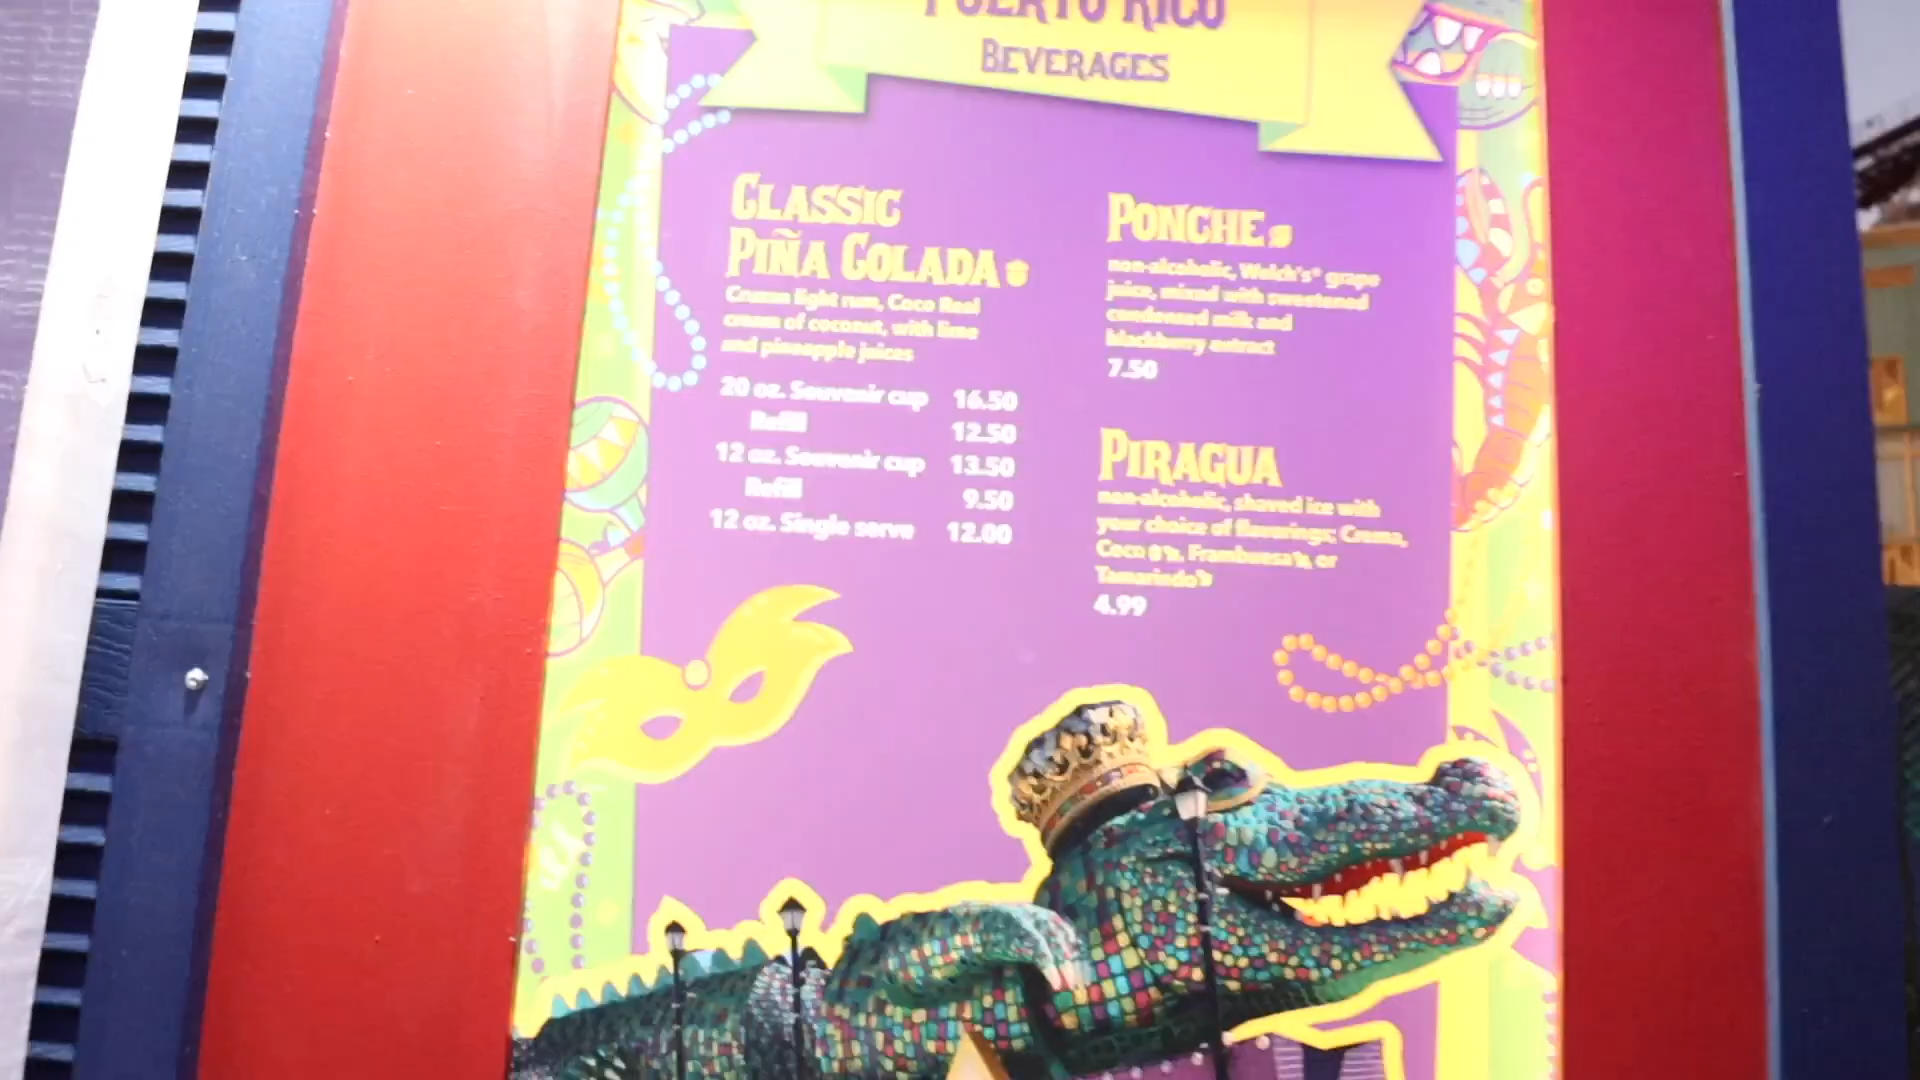 PUERTO RICO
BEVERAGES
CLASSIC
PIÑA COLADA
Cruzan light rum, Coco Real
cream of coconut, with lime
and pineapple juices
20 oz. Souvenir cup 16.50
Refill 12.50
12 oz. Souvenir cup 13.50
Refill 9.50
12 oz. Single serve 12.00
PONCHE
non-alcoholic, Welch's® grape
juice, mixed with sweetened
condensed milk and
blackberry extract
7.50
PIRAGUA
non-alcoholic, shaved ice with
your choice of flavorings; Crema,
Coco, Frambuesa, or
Tamarindo
4.99